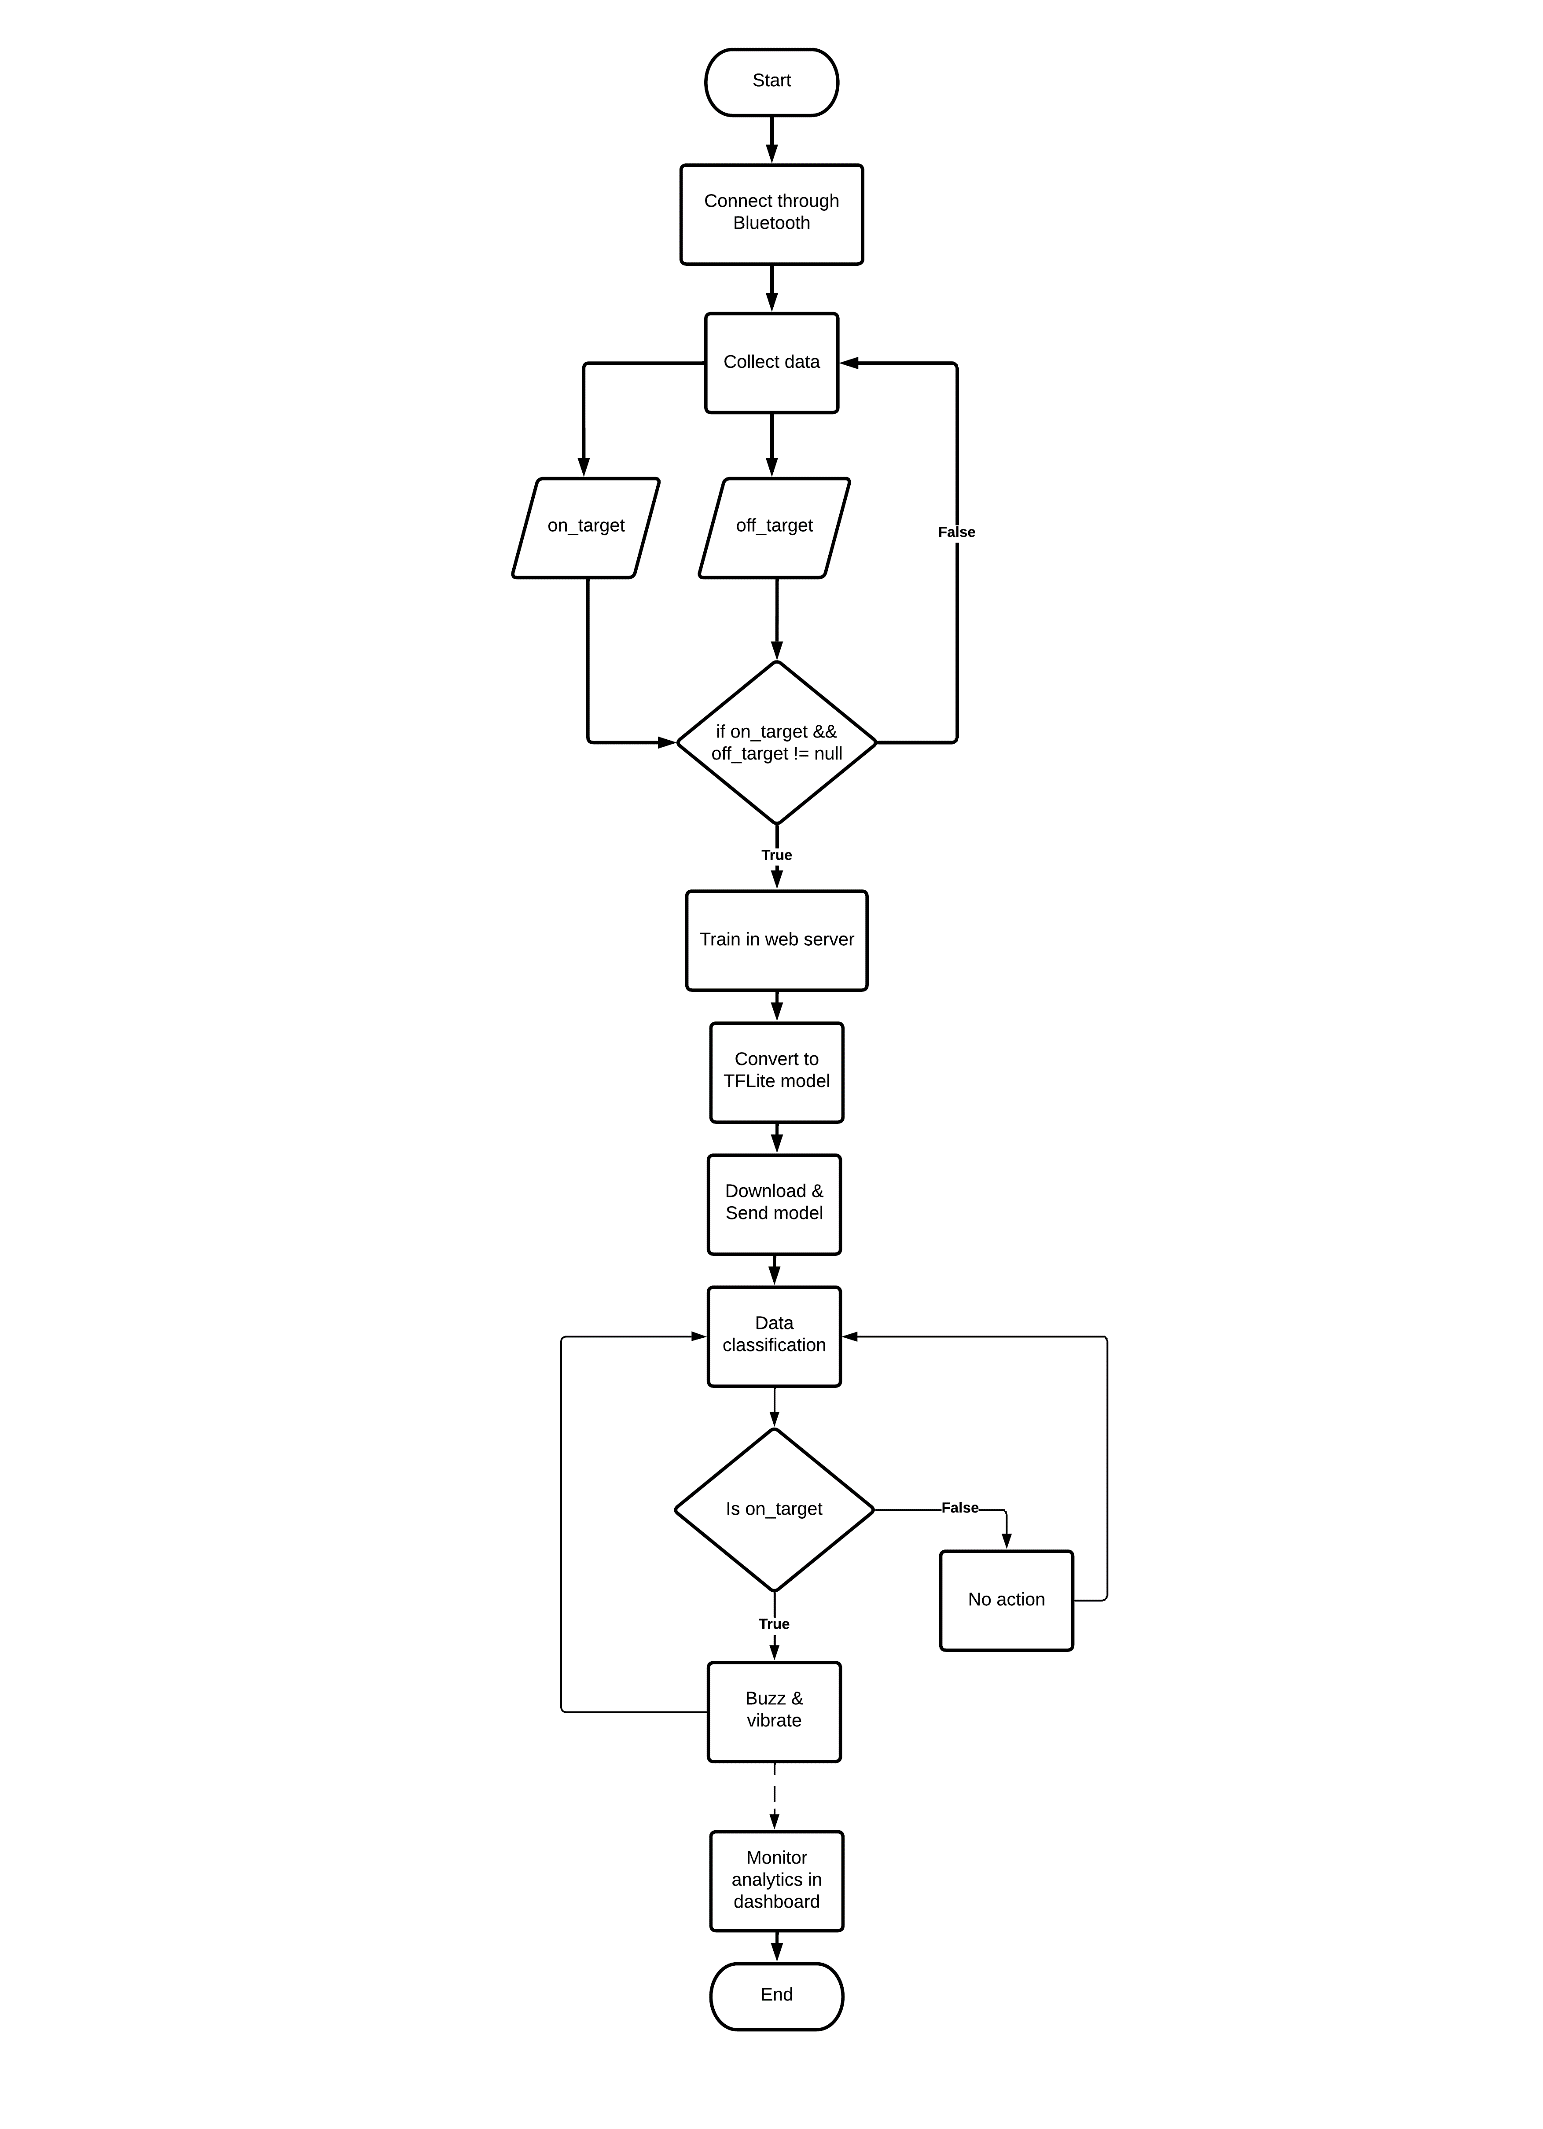 Start
Connect through
Bluetooth
Collect data
on_target
off_target
False
if on_target &&
off_target != null
True
Train in web server
Convert to
TFLite model
Download &
Send model
Data
classification
Is on_target
False
No action
True
Buzz &
vibrate
Monitor
analytics in
dashboard
End